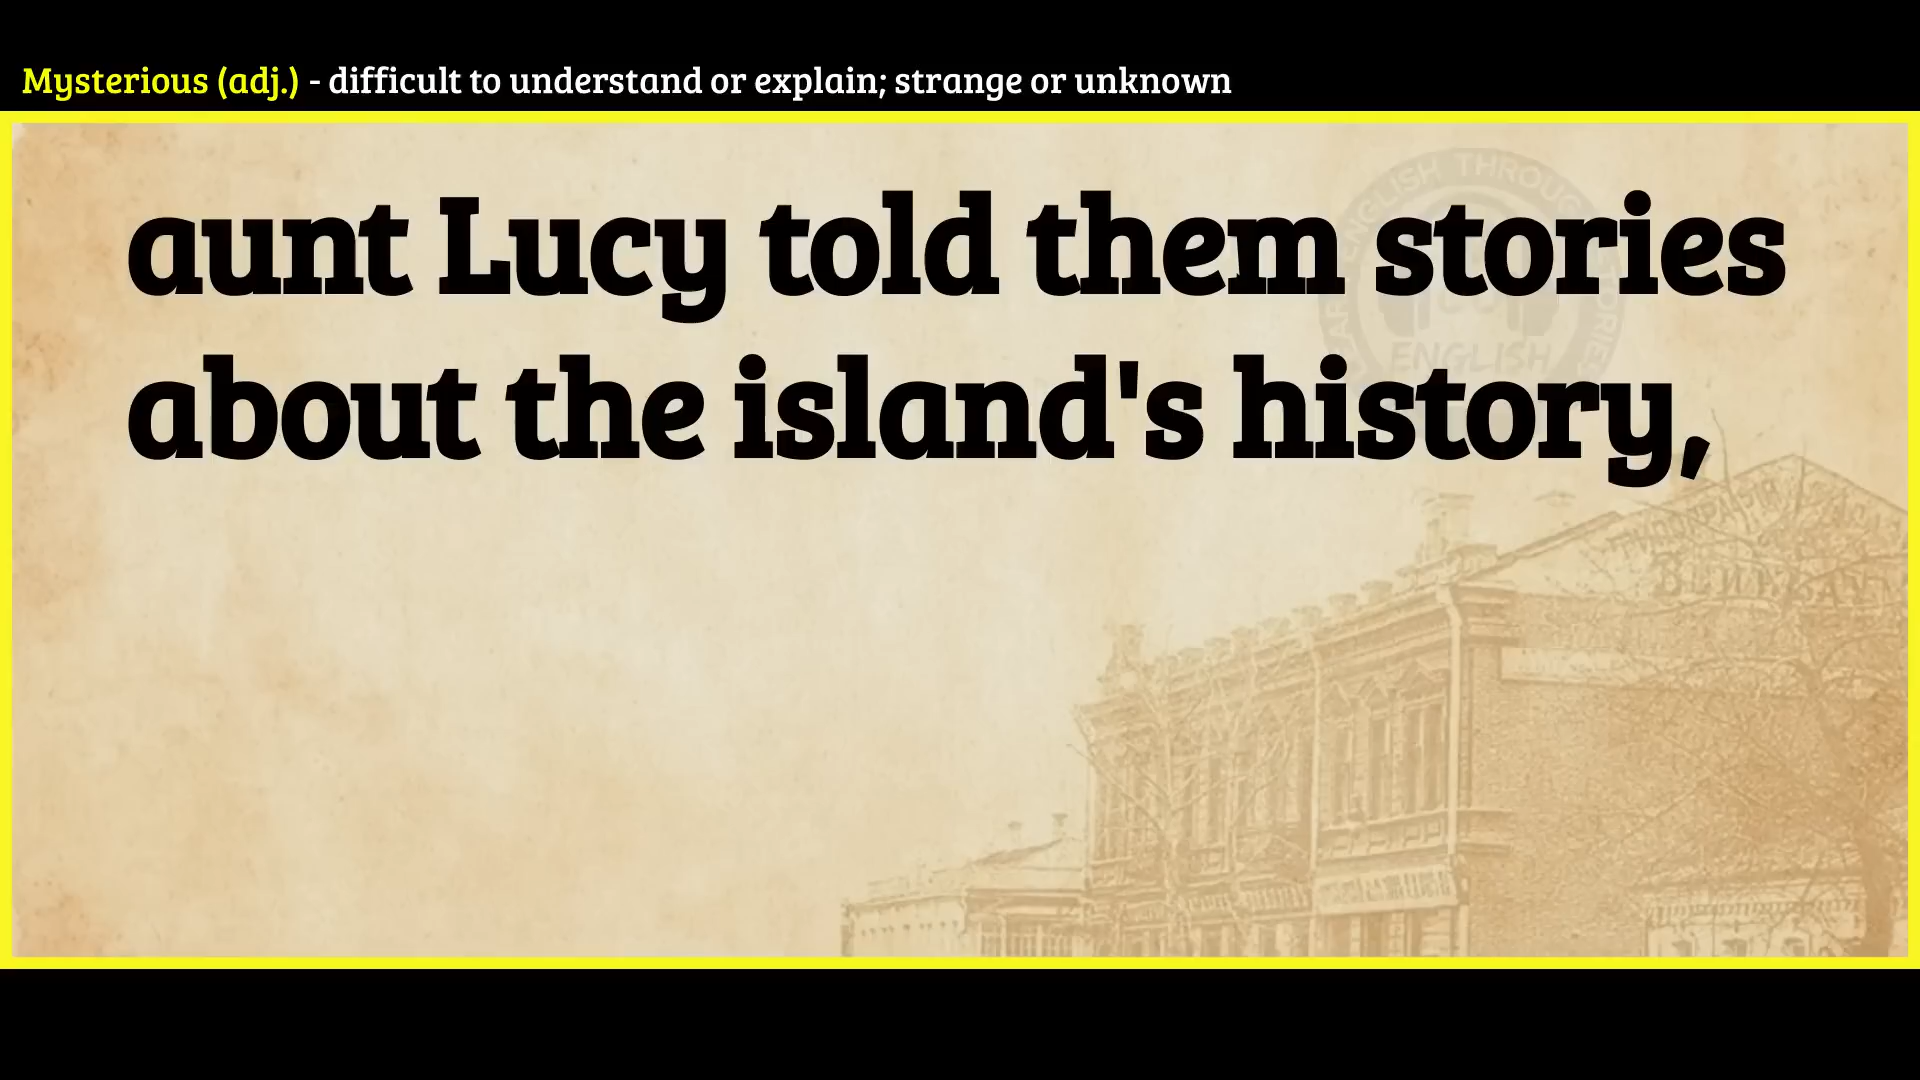 Mysterious (adj.) - difficult to understand or explain; strange or unknown
aunt Lucy told them stories
about the island's history,
ENGLISH